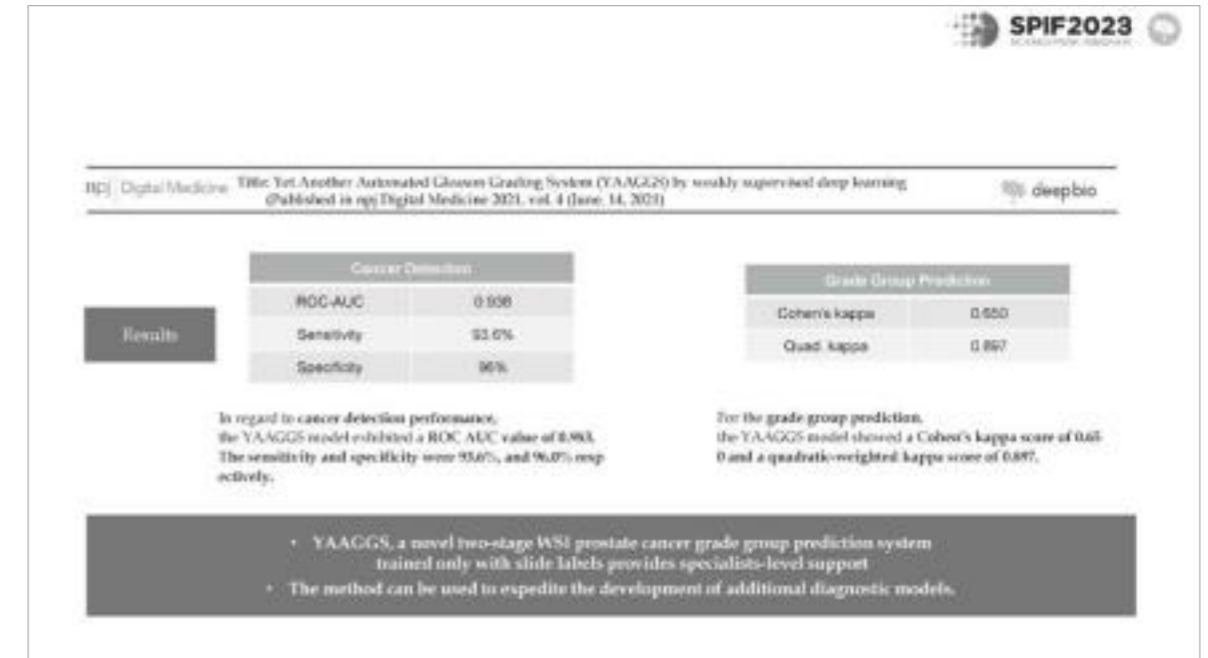 SPIF2023
npj Digital Medicine
Title: Yet Another Automated Gleason Grading System (YAAGGS) by weakly supervised deep learning
(Published in npj Digital Medicine 2021, vol. 4 (June. 14, 2021)
deepbio
Results
Cancer Detection
ROC-AUC
Sensitivity 93.6%
Specificity 96%
Grade Group Prediction
Cohen's kappa 0.650
Quad. kappa 0.897
In regard to cancer detection performance,
the YAAGGS model exhibited a ROC AUC value of 0.983.
The sensitivity and specificity were 93.6%, and 96.0% resp
ectively.
For the grade group prediction,
the YAAGGS model showed a Cohen's kappa score of 0.65
0 and a quadratic-weighted kappa score of 0.897.
• YAAGGS, a novel two-stage WSI prostate cancer grade group prediction system
trained only with slide labels provides specialists-level support
• The method can be used to expedite the development of additional diagnostic models.